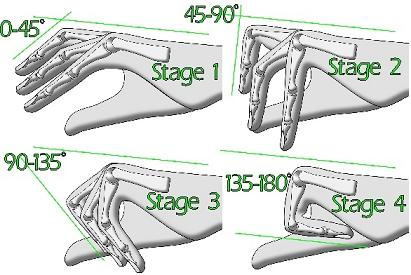 0-45°
Stage 1
45-90°
Stage 2
90-135°
Stage 3
135-180°
Stage 4